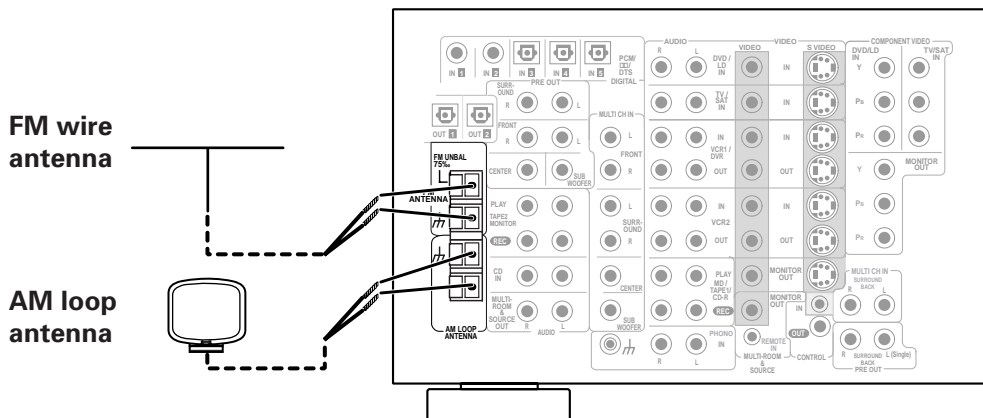 FM wire
antenna
AM loop
antenna
FM UNBAL
75‰
ANTENNA
AM LOOP
ANTENNA
IN 1
IN 2
IN 3
IN 4
IN 5
PCM/
DD/
DTS
DIGITAL
OUT 1
OUT 2
SURR-
OUND
PRE OUT
R
L
FRONT
R
L
CENTER
SUB
WOOFER
PLAY
TAPE2
MONITOR
REC
CD
IN
MULTI-
ROOM
&
SOURCE
OUT
R
AUDIO
L
MULTI CH IN
L
FRONT
R
L
SURR-
OUND
R
CENTER
SUB
WOOFER
AUDIO
R
L
VIDEO
VIDEO
S VIDEO
DVD /
LD
IN
IN
TV /
SAT
IN
IN
IN
VCR1 /
DVR
OUT
IN
OUT
IN
VCR2
OUT
IN
OUT
PLAY
MD /
TAPE1/
CD-R
REC
MONITOR
OUT
MONITOR
OUT
IN
OUT
PHONO
IN
R
L
REMOTE
IN
MULTI-ROOM
&
SOURCE
CONTROL
COMPONENT VIDEO
DVD/LD
IN
TV/SAT
IN
Y
PB
PR
MONITOR
OUT
Y
PB
PR
MULTI CH IN
SURROUND
BACK
R
L
R
SURROUND
BACK
L (Single)
PRE OUT